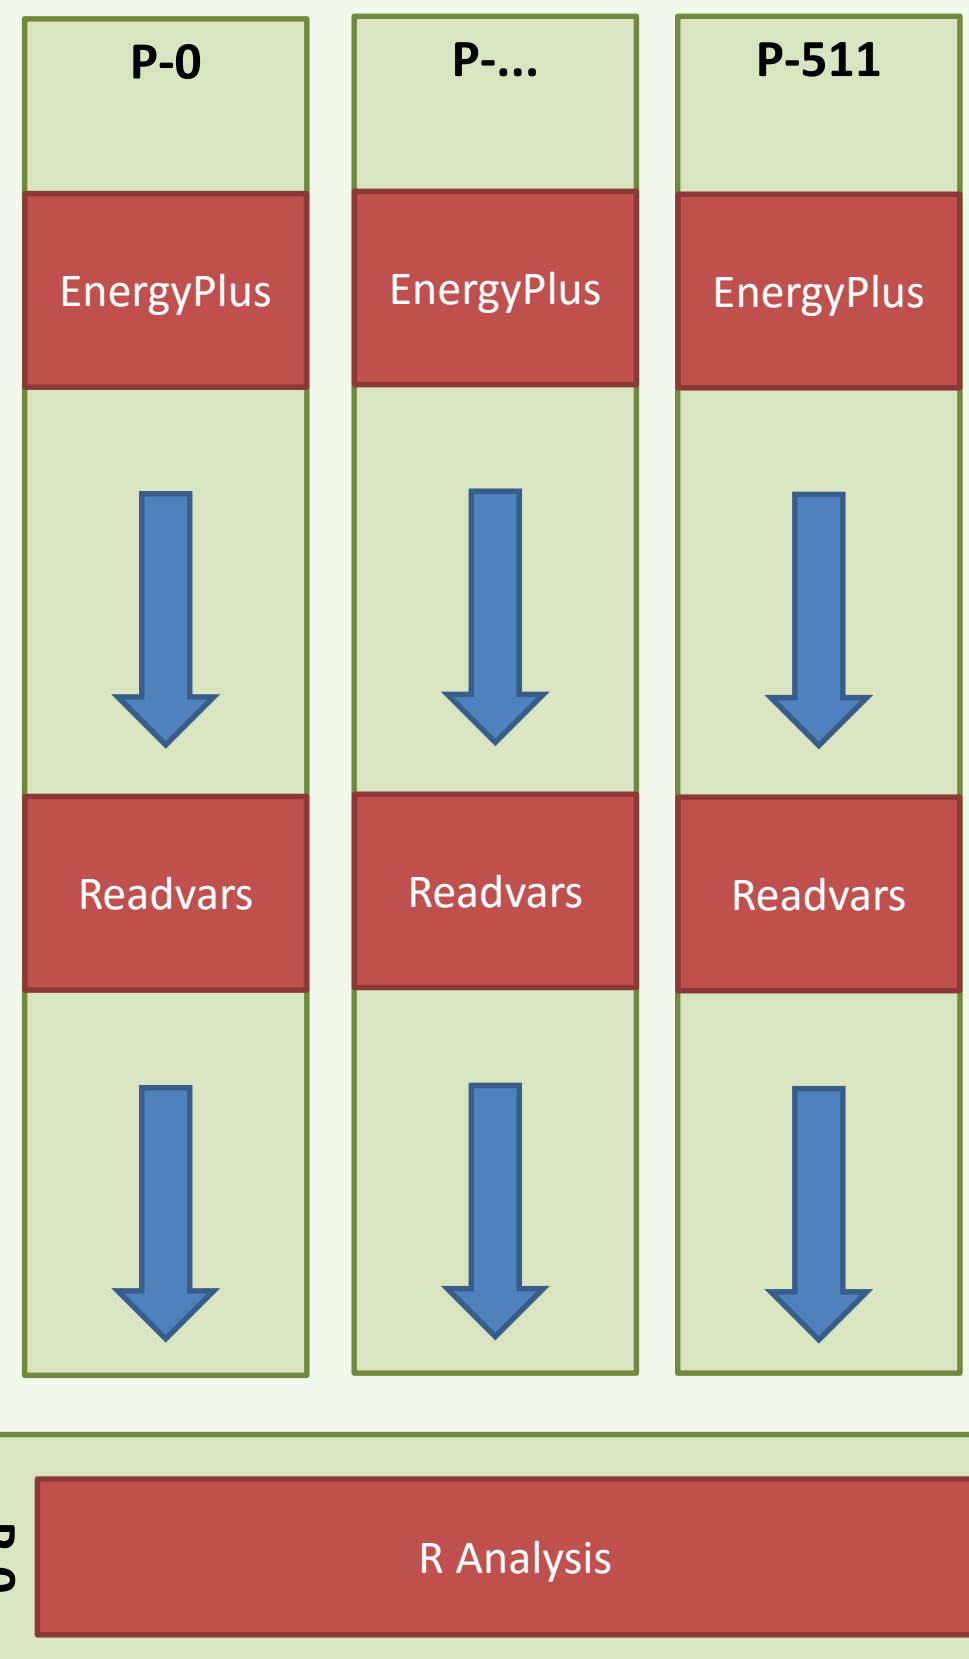 P-0
P-...
P-511
EnergyPlus
EnergyPlus
EnergyPlus
Readvars
Readvars
Readvars
R Analysis